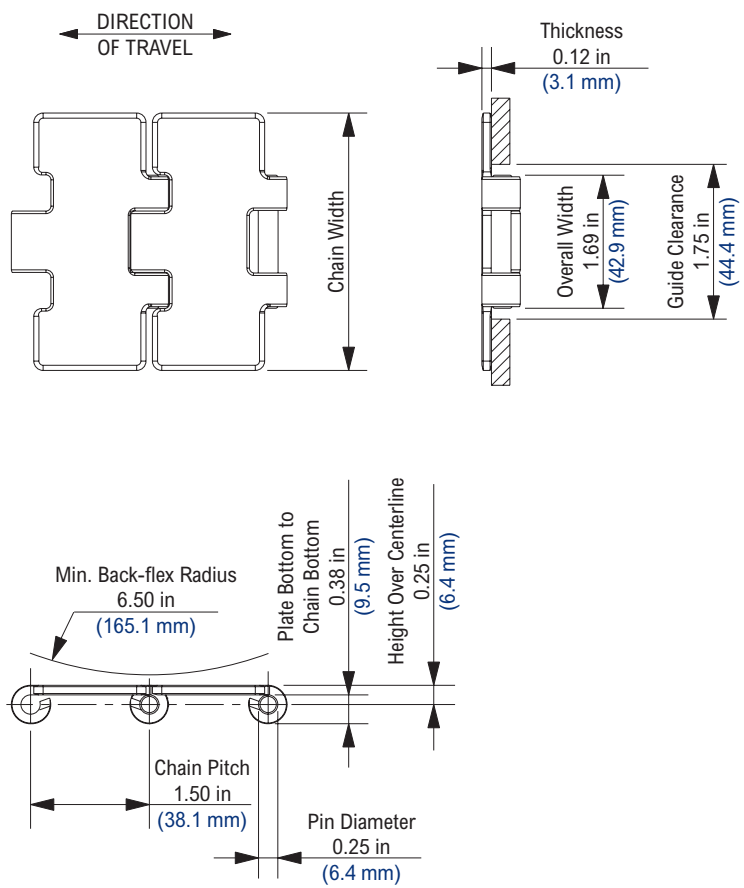 DIRECTION
OF TRAVEL
Thickness
0.12 in
(3.1 mm)
Chain Width
Overall Width
1.69 in
(42.9 mm)
Guide Clearance
1.75 in
(44.4 mm)
Min. Back-flex Radius
6.50 in
(165.1 mm)
Plate Bottom to
Chain Bottom
0.38 in
(9.5 mm)
Height Over Centerline
0.25 in
(6.4 mm)
Chain Pitch
1.50 in
(38.1 mm)
Pin Diameter
0.25 in
(6.4 mm)